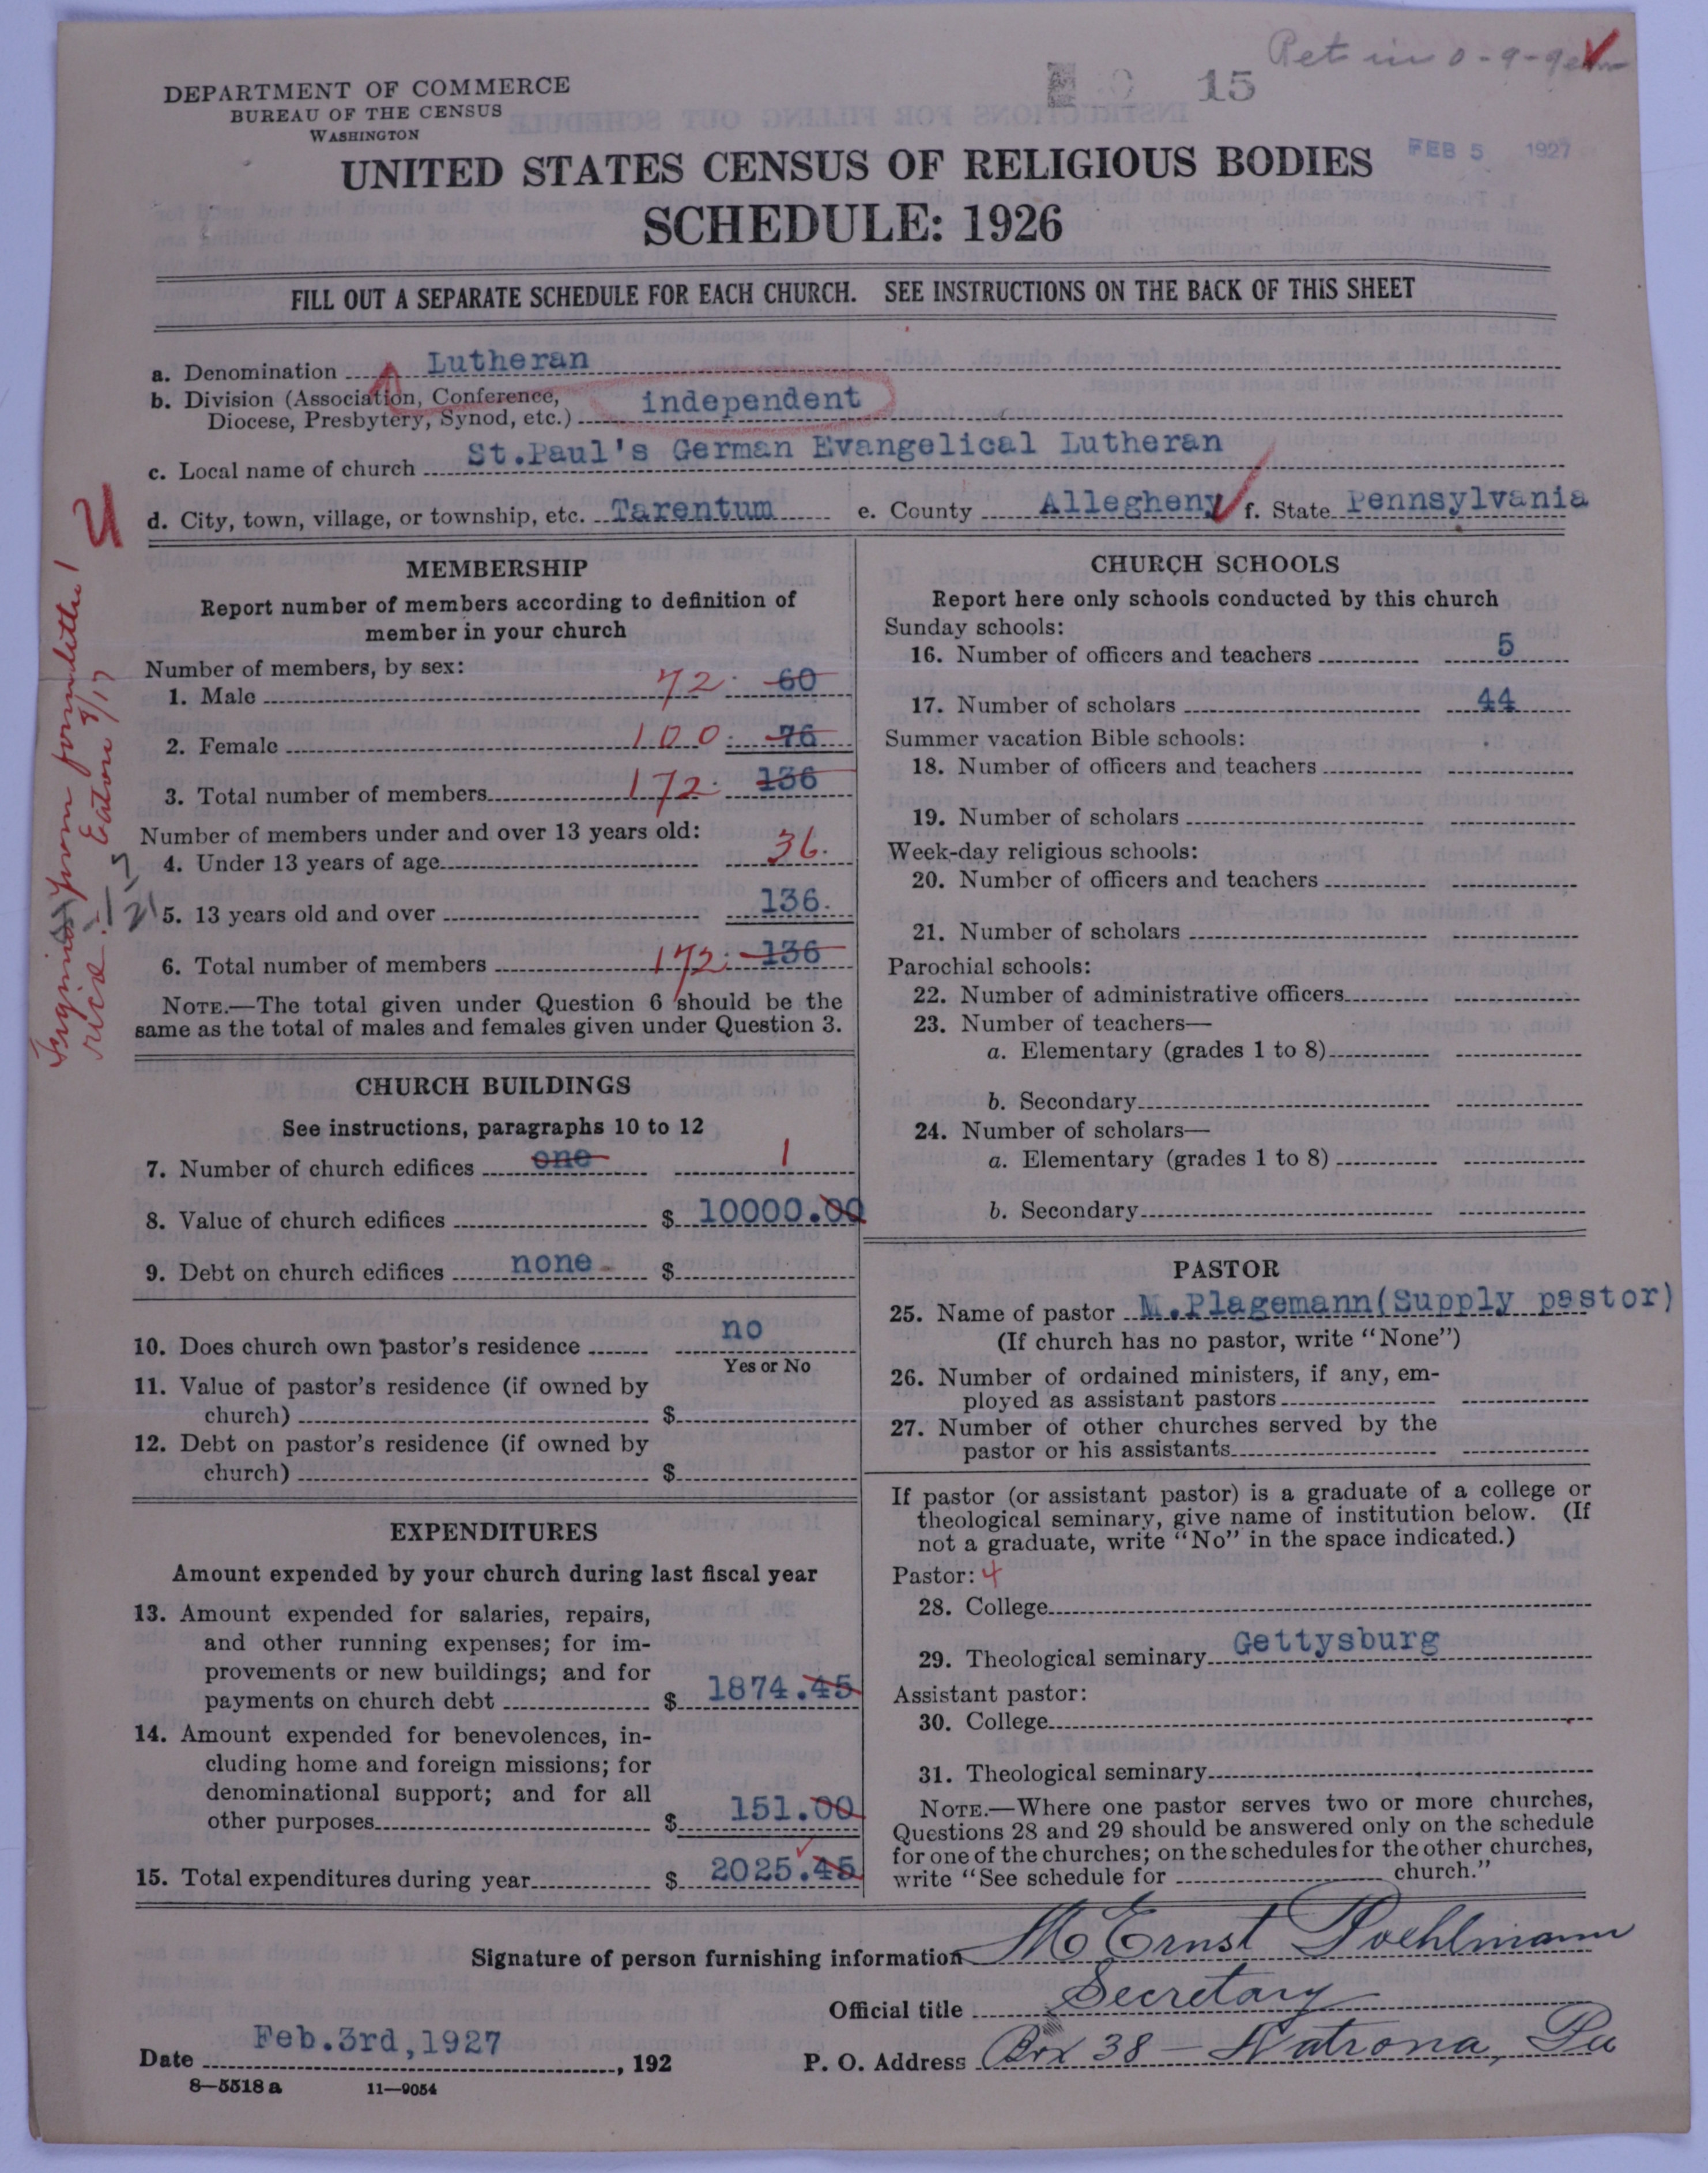 Ret in
15
DEPARTMENT OF COMMERCE
BUREAU OF THE CENSUS
WASHINGTON
FEB 5 1927
UNITED STATES CENSUS OF RELIGIOUS BODIES
SCHEDULE: 1926
FILL OUT A SEPARATE SCHEDULE FOR EACH CHURCH. SEE INSTRUCTIONS ON THE BACK OF THIS SHEET
a. Denomination Lutheran
b. Division (Association, Conference,
Diocese, Presbytery, Synod, etc.) independent
c. Local name of church St.Paul's German Evangelical Lutheran
d. City, town, village, or township, etc. Tarentum e. County Allegheny f. State Pennsylvania
MEMBERSHIP
Report number of members according to definition of
member in your church
Number of members, by sex:
1. Male 72 60
2. Female 100 76
3. Total number of members 172 136
Number of members under and over 13 years old:
4. Under 13 years of age 36.
5. 13 years old and over 136.
6. Total number of members 172 136
NOTE.—The total given under Question 6 should be the
same as the total of males and females given under Question 3.
CHURCH BUILDINGS
See instructions, paragraphs 10 to 12
7. Number of church edifices one 1
8. Value of church edifices $ 10000.00
9. Debt on church edifices none $
10. Does church own pastor's residence no
Yes or No
11. Value of pastor's residence (if owned by
church) $
12. Debt on pastor's residence (if owned by
church) $
EXPENDITURES
Amount expended by your church during last fiscal year
13. Amount expended for salaries, repairs,
and other running expenses; for im-
provements or new buildings; and for
payments on church debt $ 1874.45
14. Amount expended for benevolences, in-
cluding home and foreign missions; for
denominational support; and for all
other purposes $ 151.00
15. Total expenditures during year $ 2025.45
CHURCH SCHOOLS
Report here only schools conducted by this church
Sunday schools:
16. Number of officers and teachers 5
17. Number of scholars 44
Summer vacation Bible schools:
18. Number of officers and teachers
19. Number of scholars
Week-day religious schools:
20. Number of officers and teachers
21. Number of scholars
Parochial schools:
22. Number of administrative officers
23. Number of teachers—
a. Elementary (grades 1 to 8)
b. Secondary
24. Number of scholars—
a. Elementary (grades 1 to 8)
b. Secondary
PASTOR
25. Name of pastor M.Plagemann(Supply pastor)
(If church has no pastor, write "None")
26. Number of ordained ministers, if any, em-
ployed as assistant pastors
27. Number of other churches served by the
pastor or his assistants
If pastor (or assistant pastor) is a graduate of a college or
theological seminary, give name of institution below. (If
not a graduate, write "No" in the space indicated.)
Pastor: 4
28. College
29. Theological seminary Gettysburg
Assistant pastor:
30. College
31. Theological seminary
NOTE.—Where one pastor serves two or more churches,
Questions 28 and 29 should be answered only on the schedule
for one of the churches; on the schedules for the other churches,
write "See schedule for church."
Signature of person furnishing information M Ernst Poehlmann
Official title Secretary
Date Feb.3rd,1927, 192 P. O. Address Box 38 - Natrona, Pa
8—5518 a 11—9054
Figures from form letter!
rec'd. Eaton 8/17